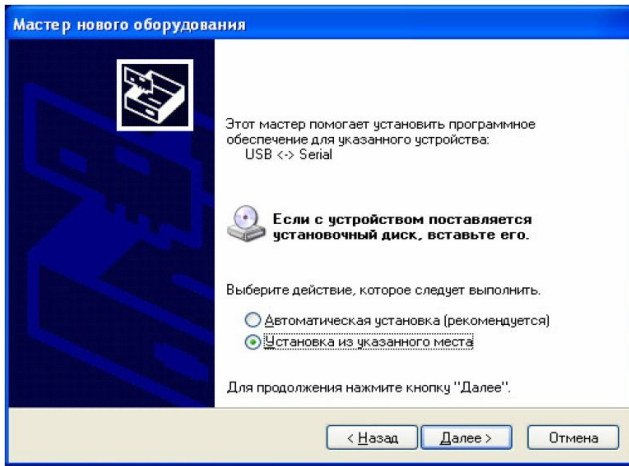 Мастер нового оборудования
Этот мастер помогает установить программное
обеспечение для указанного устройства:
USB <-> Serial
Если с устройством поставляется
установочный диск, вставьте его.
Выберите действие, которое следует выполнить.
Автоматическая установка (рекомендуется)
Установка из указанного места
Для продолжения нажмите кнопку "Далее".
< Назад Далее > Отмена